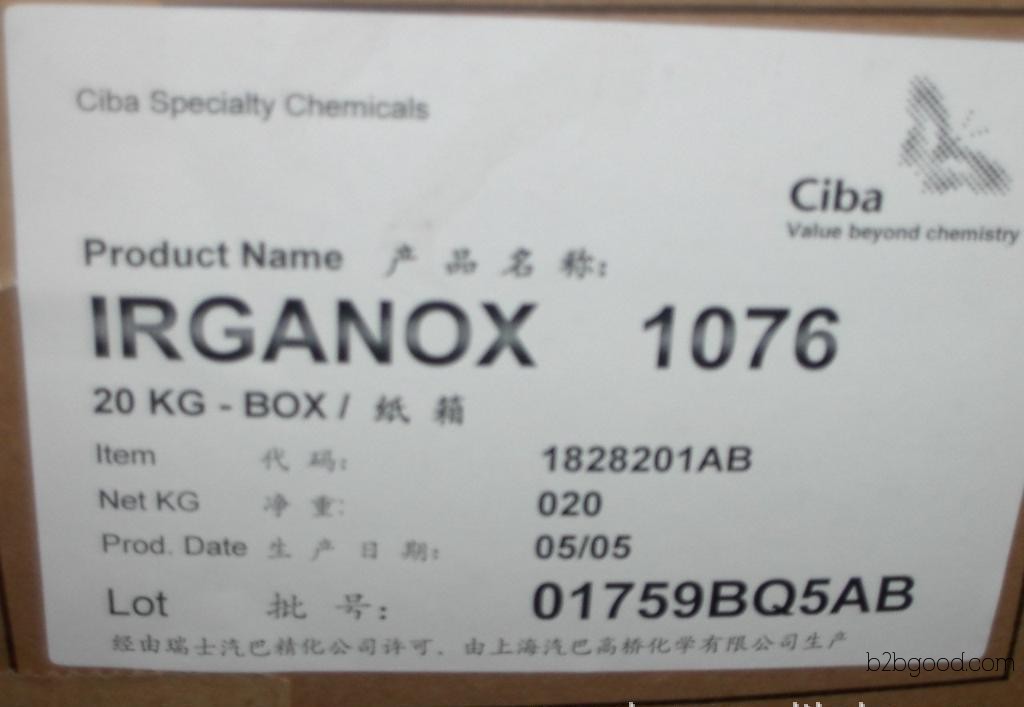 Ciba Specialty Chemicals
Ciba
Value beyond chemistry
Product Name 产品名称:
IRGANOX 1076
20 KG - BOX / 纸箱
Item 代码: 1828201AB
Net KG 净重: 020
Prod. Date 生产日期: 05/05
Lot 批号: 01759BQ5AB
经由瑞士汽巴精化公司许可，由上海汽巴高桥化学有限公司生产
b2bgood.com